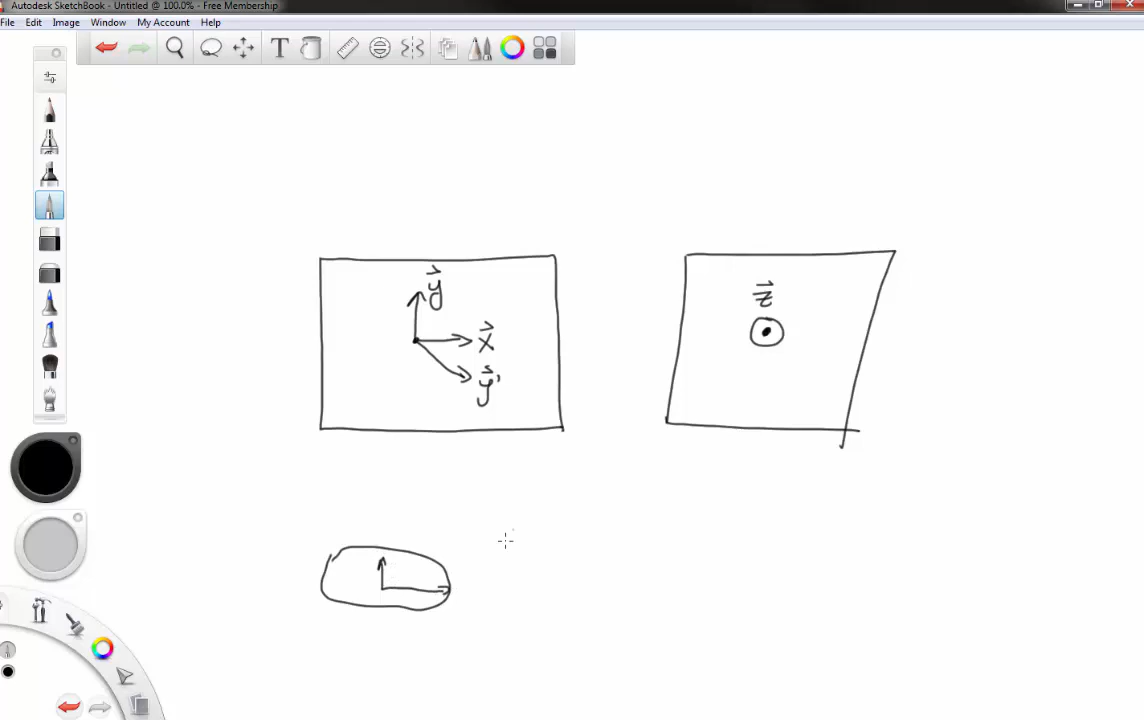 Autodesk SketchBook - Untitled @ 100.0% - Free Membership
File Edit Image Window My Account Help
T
y⃗
x⃗
y⃗'
z⃗